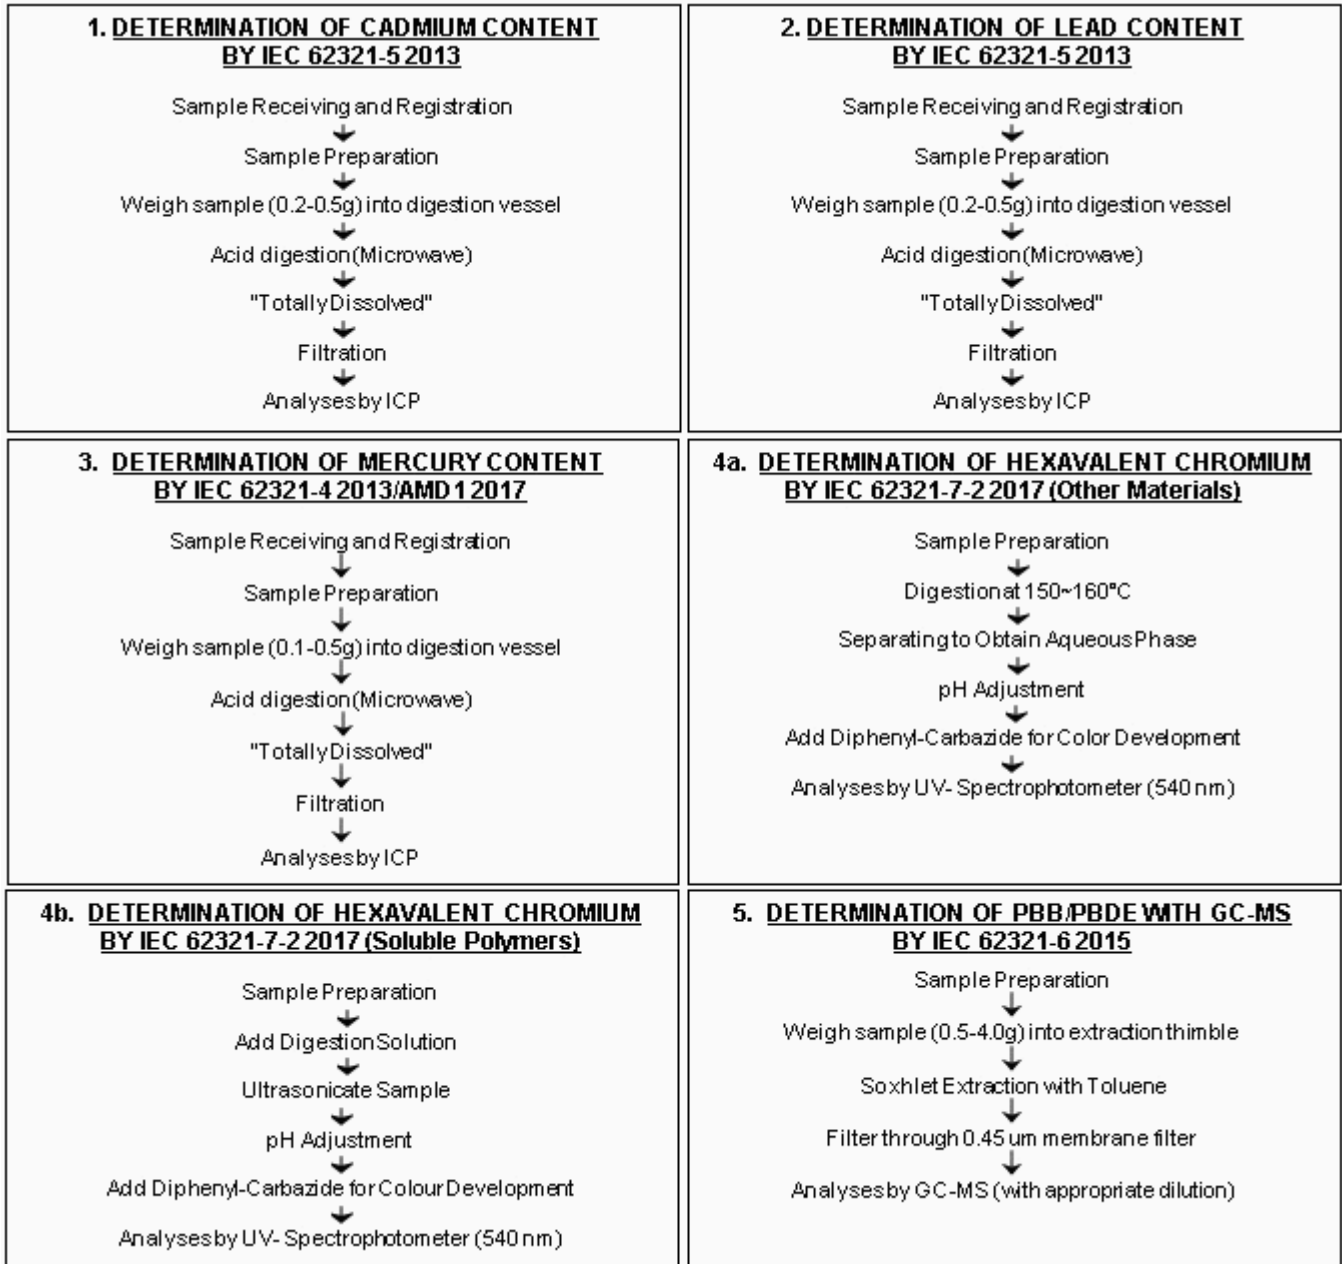 1. DETERMINATION OF CADMIUM CONTENT
BY IEC 62321-5 2013
Sample Receiving and Registration
Sample Preparation
Weigh sample (0.2-0.5g) into digestion vessel
Acid digestion(Microwave)
"Totally Dissolved"
Filtration
Analyses by ICP
2. DETERMINATION OF LEAD CONTENT
BY IEC 62321-5 2013
Sample Receiving and Registration
Sample Preparation
Weigh sample (0.2-0.5g) into digestion vessel
Acid digestion(Microwave)
"Totally Dissolved"
Filtration
Analyses by ICP
3. DETERMINATION OF MERCURY CONTENT
BY IEC 62321-4 2013/AMD1 2017
Sample Receiving and Registration
Sample Preparation
Weigh sample (0.1-0.5g) into digestion vessel
Acid digestion(Microwave)
"Totally Dissolved"
Filtration
Analyses by ICP
4a. DETERMINATION OF HEXAVALENT CHROMIUM
BY IEC 62321-7-2 2017 (Other Materials)
Sample Preparation
Digestion at 150~160°C
Separating to Obtain Aqueous Phase
pH Adjustment
Add Diphenyl-Carbazide for Color Development
Analyses by UV- Spectrophotometer (540 nm)
4b. DETERMINATION OF HEXAVALENT CHROMIUM
BY IEC 62321-7-2 2017 (Soluble Polymers)
Sample Preparation
Add Digestion Solution
Ultrasonicate Sample
pH Adjustment
Add Diphenyl-Carbazide for Colour Development
Analyses by UV- Spectrophotometer (540 nm)
5. DETERMINATION OF PBB/PBDE WITH GC-MS
BY IEC 62321-6 2015
Sample Preparation
Weigh sample (0.5-4.0g) into extraction thimble
Soxhlet Extraction with Toluene
Filter through 0.45 um membrane filter
Analyses by GC-MS (with appropriate dilution)